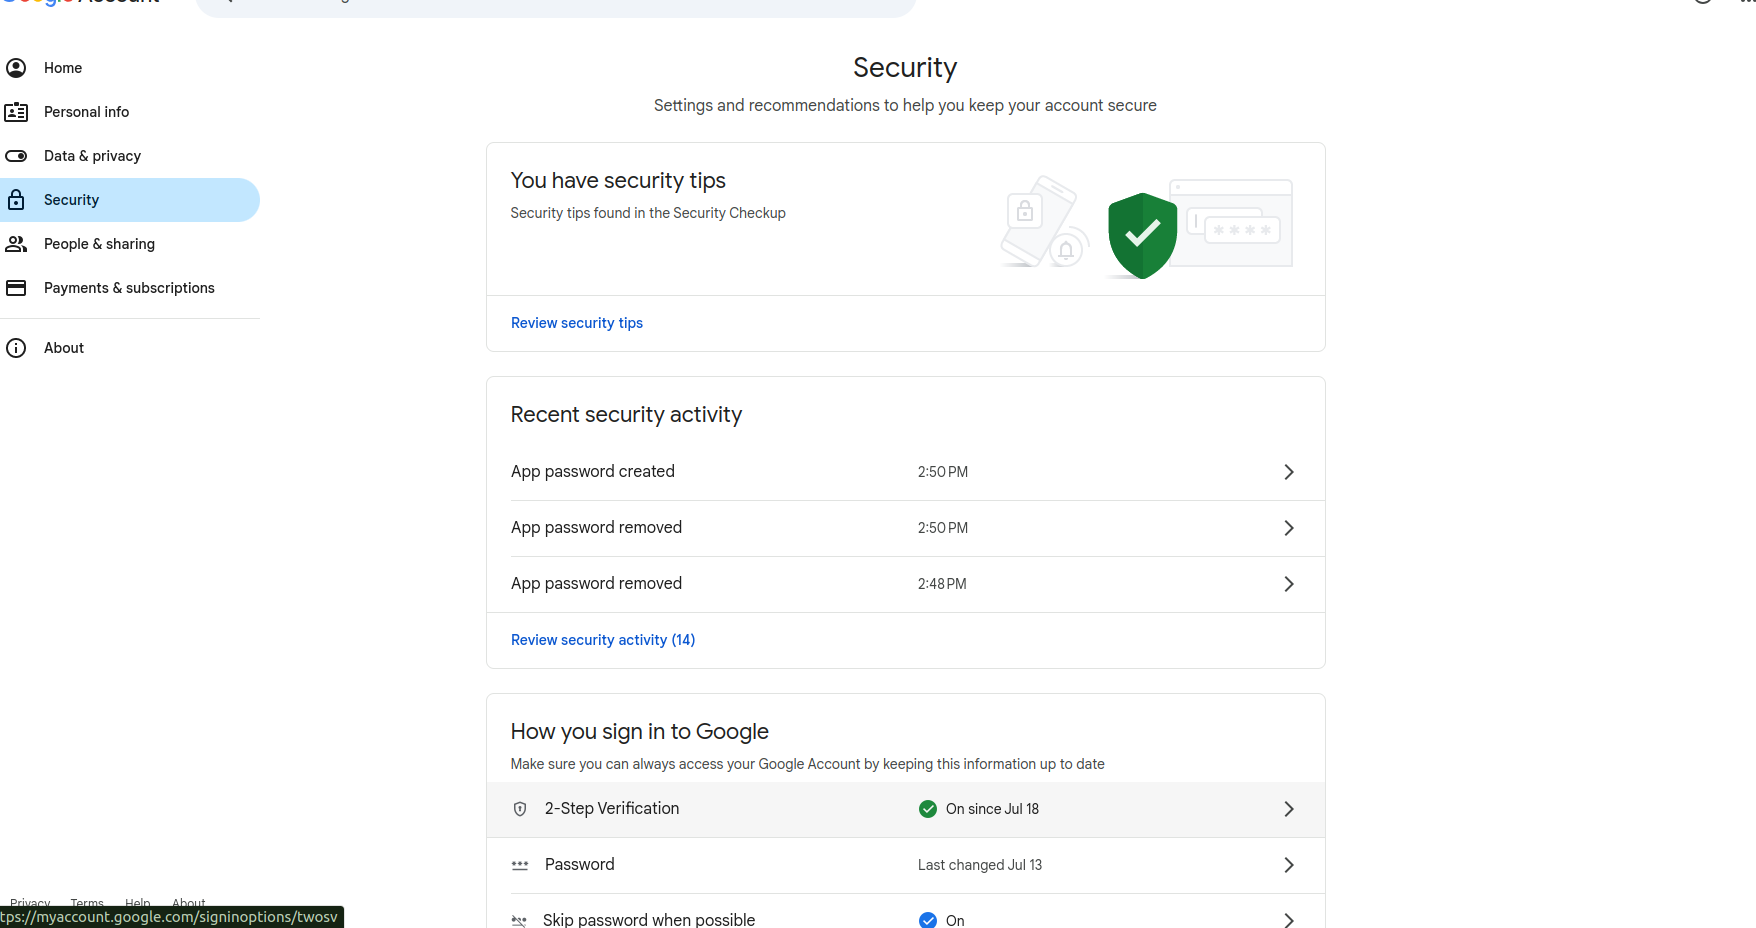 Google Account
Home
Personal info
Data & privacy
Security
People & sharing
Payments & subscriptions
About
Security
Settings and recommendations to help you keep your account secure
You have security tips
Security tips found in the Security Checkup
Review security tips
Recent security activity
App password created 2:50 PM
App password removed 2:50 PM
App password removed 2:48 PM
Review security activity (14)
How you sign in to Google
Make sure you can always access your Google Account by keeping this information up to date
2-Step Verification On since Jul 18
Password Last changed Jul 13
Skip password when possible On
Privacy Terms Help About
tps://myaccount.google.com/signinoptions/twosv